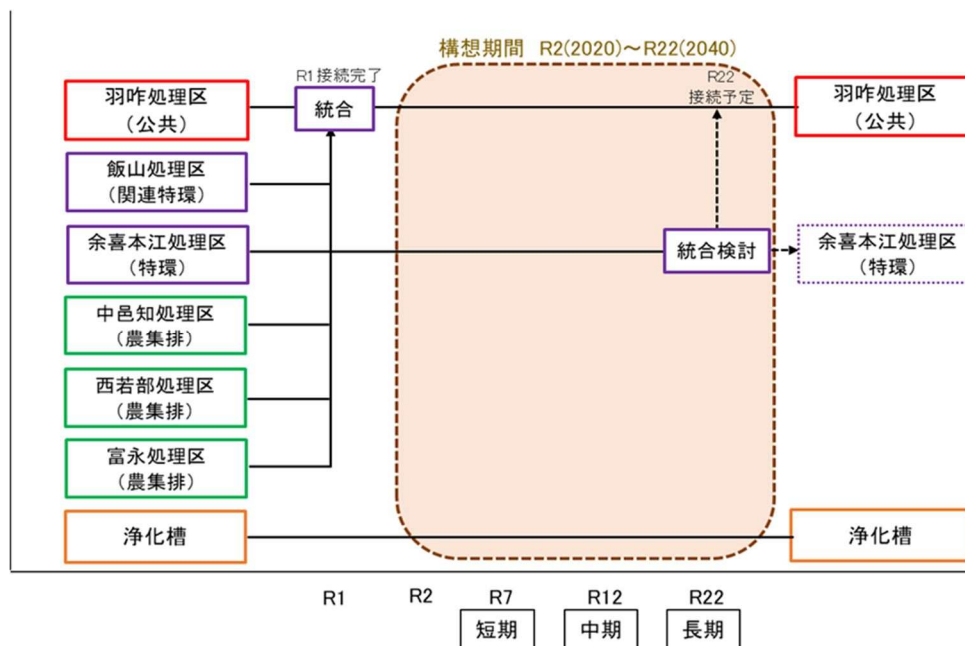 構想期間 R2(2020)～R22(2040)
R1接続完了
R22
接続予定
羽咋処理区
（公共）
統合
羽咋処理区
（公共）
飯山処理区
（関連特環）
余喜本江処理区
（特環）
統合検討
余喜本江処理区
（特環）
中邑知処理区
（農集排）
西若部処理区
（農集排）
富永処理区
（農集排）
浄化槽
浄化槽
R1
R2
R7
R12
R22
短期
中期
長期